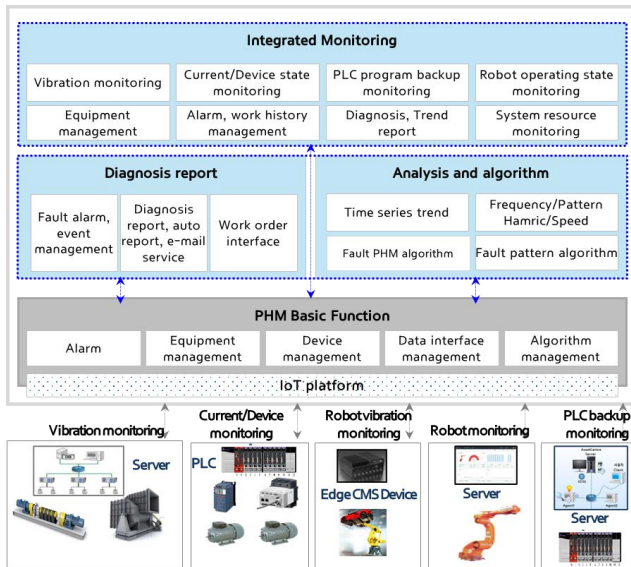 Integrated Monitoring
Vibration monitoring
Current/Device state
monitoring
PLC program backup
monitoring
Robot operating state
monitoring
Equipment
management
Alarm, work history
management
Diagnosis, Trend
report
System resource
monitoring
Diagnosis report
Fault alarm,
event
management
Diagnosis
report, auto
report, e-mail
service
Work order
interface
Analysis and algorithm
Time series trend
Frequency/Pattern
Hamric/Speed
Fault PHM algorithm
Fault pattern algorithm
PHM Basic Function
Alarm
Equipment
management
Device
management
Data interface
management
Algorithm
management
IoT platform
Vibration monitoring
Server
Current/Device
monitoring
PLC
Robot vibration
monitoring
Edge CMS Device
Robot monitoring
Server
PLC backup
monitoring
Server